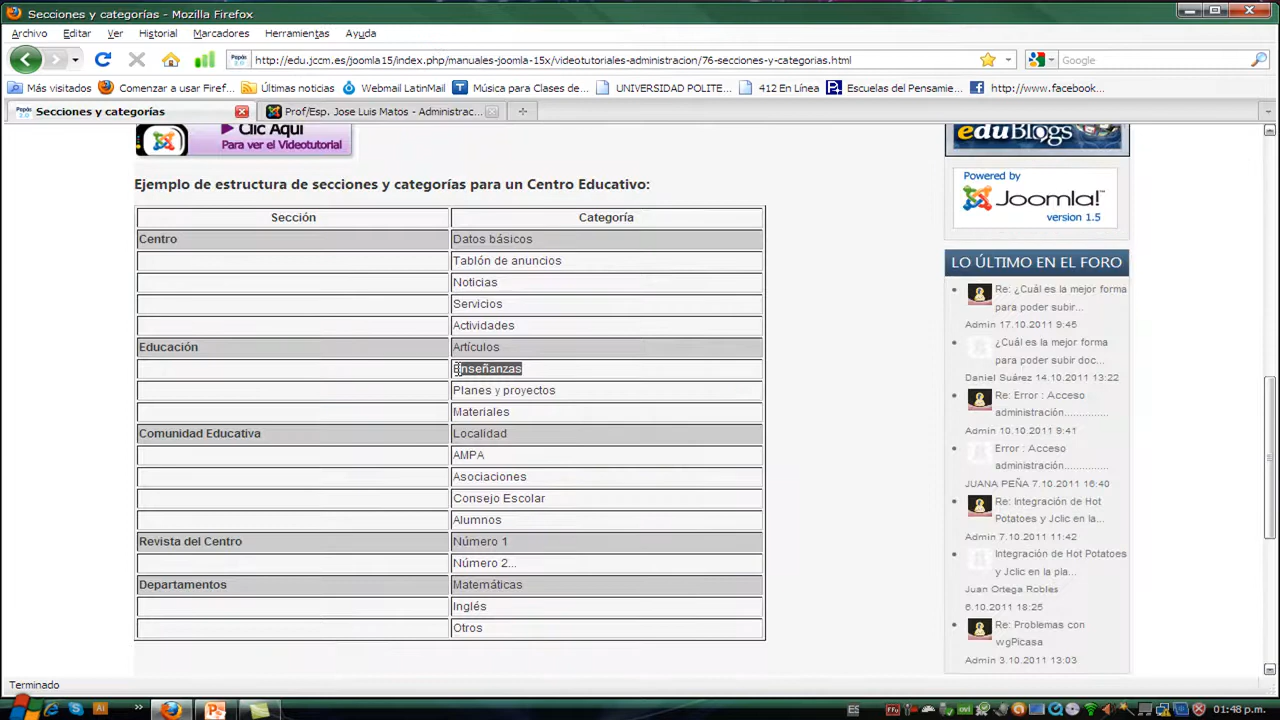 Secciones y categorías - Mozilla Firefox
Archivo Editar Ver Historial Marcadores Herramientas Ayuda
http://edu.jccm.es/joomla15/index.php/manuales-joomla-15x/videotutoriales-administracion/76-secciones-y-categorias.html
Google
Más visitados Comenzar a usar Firef... Últimas noticias Webmail LatinMail Música para Clases de... UNIVERSIDAD POLITE... 412 En Línea Escuelas del Pensamie... http://www.facebook...
Secciones y categorías Prof/Esp. Jose Luis Matos - Administrac...
Clic Aquí
Para ver el Videotutorial
Ejemplo de estructura de secciones y categorías para un Centro Educativo:
Sección Categoría
Centro Datos básicos
Tablón de anuncios
Noticias
Servicios
Actividades
Educación Artículos
Enseñanzas
Planes y proyectos
Materiales
Comunidad Educativa Localidad
AMPA
Asociaciones
Consejo Escolar
Alumnos
Revista del Centro Número 1
Número 2...
Departamentos Matemáticas
Inglés
Otros
eduBlogs
Powered by
Joomla!
version 1.5
LO ÚLTIMO EN EL FORO
Re: ¿Cuál es la mejor forma
para poder subir...
Admin 17.10.2011 9:45
¿Cuál es la mejor forma
para poder subir doc...
Daniel Suárez 14.10.2011 13:22
Re: Error : Acceso
administración...............
Admin 10.10.2011 9:41
Error : Acceso
administración...............
JUANA PEÑA 7.10.2011 16:40
Re: Integración de Hot
Potatoes y Jclic en la...
Admin 7.10.2011 11:42
Integración de Hot Potatoes
y Jclic en la pla...
Juan Ortega Robles
6.10.2011 18:25
Re: Problemas con
wgPicasa
Admin 3.10.2011 13:03
Terminado
ES
01:48 p.m.